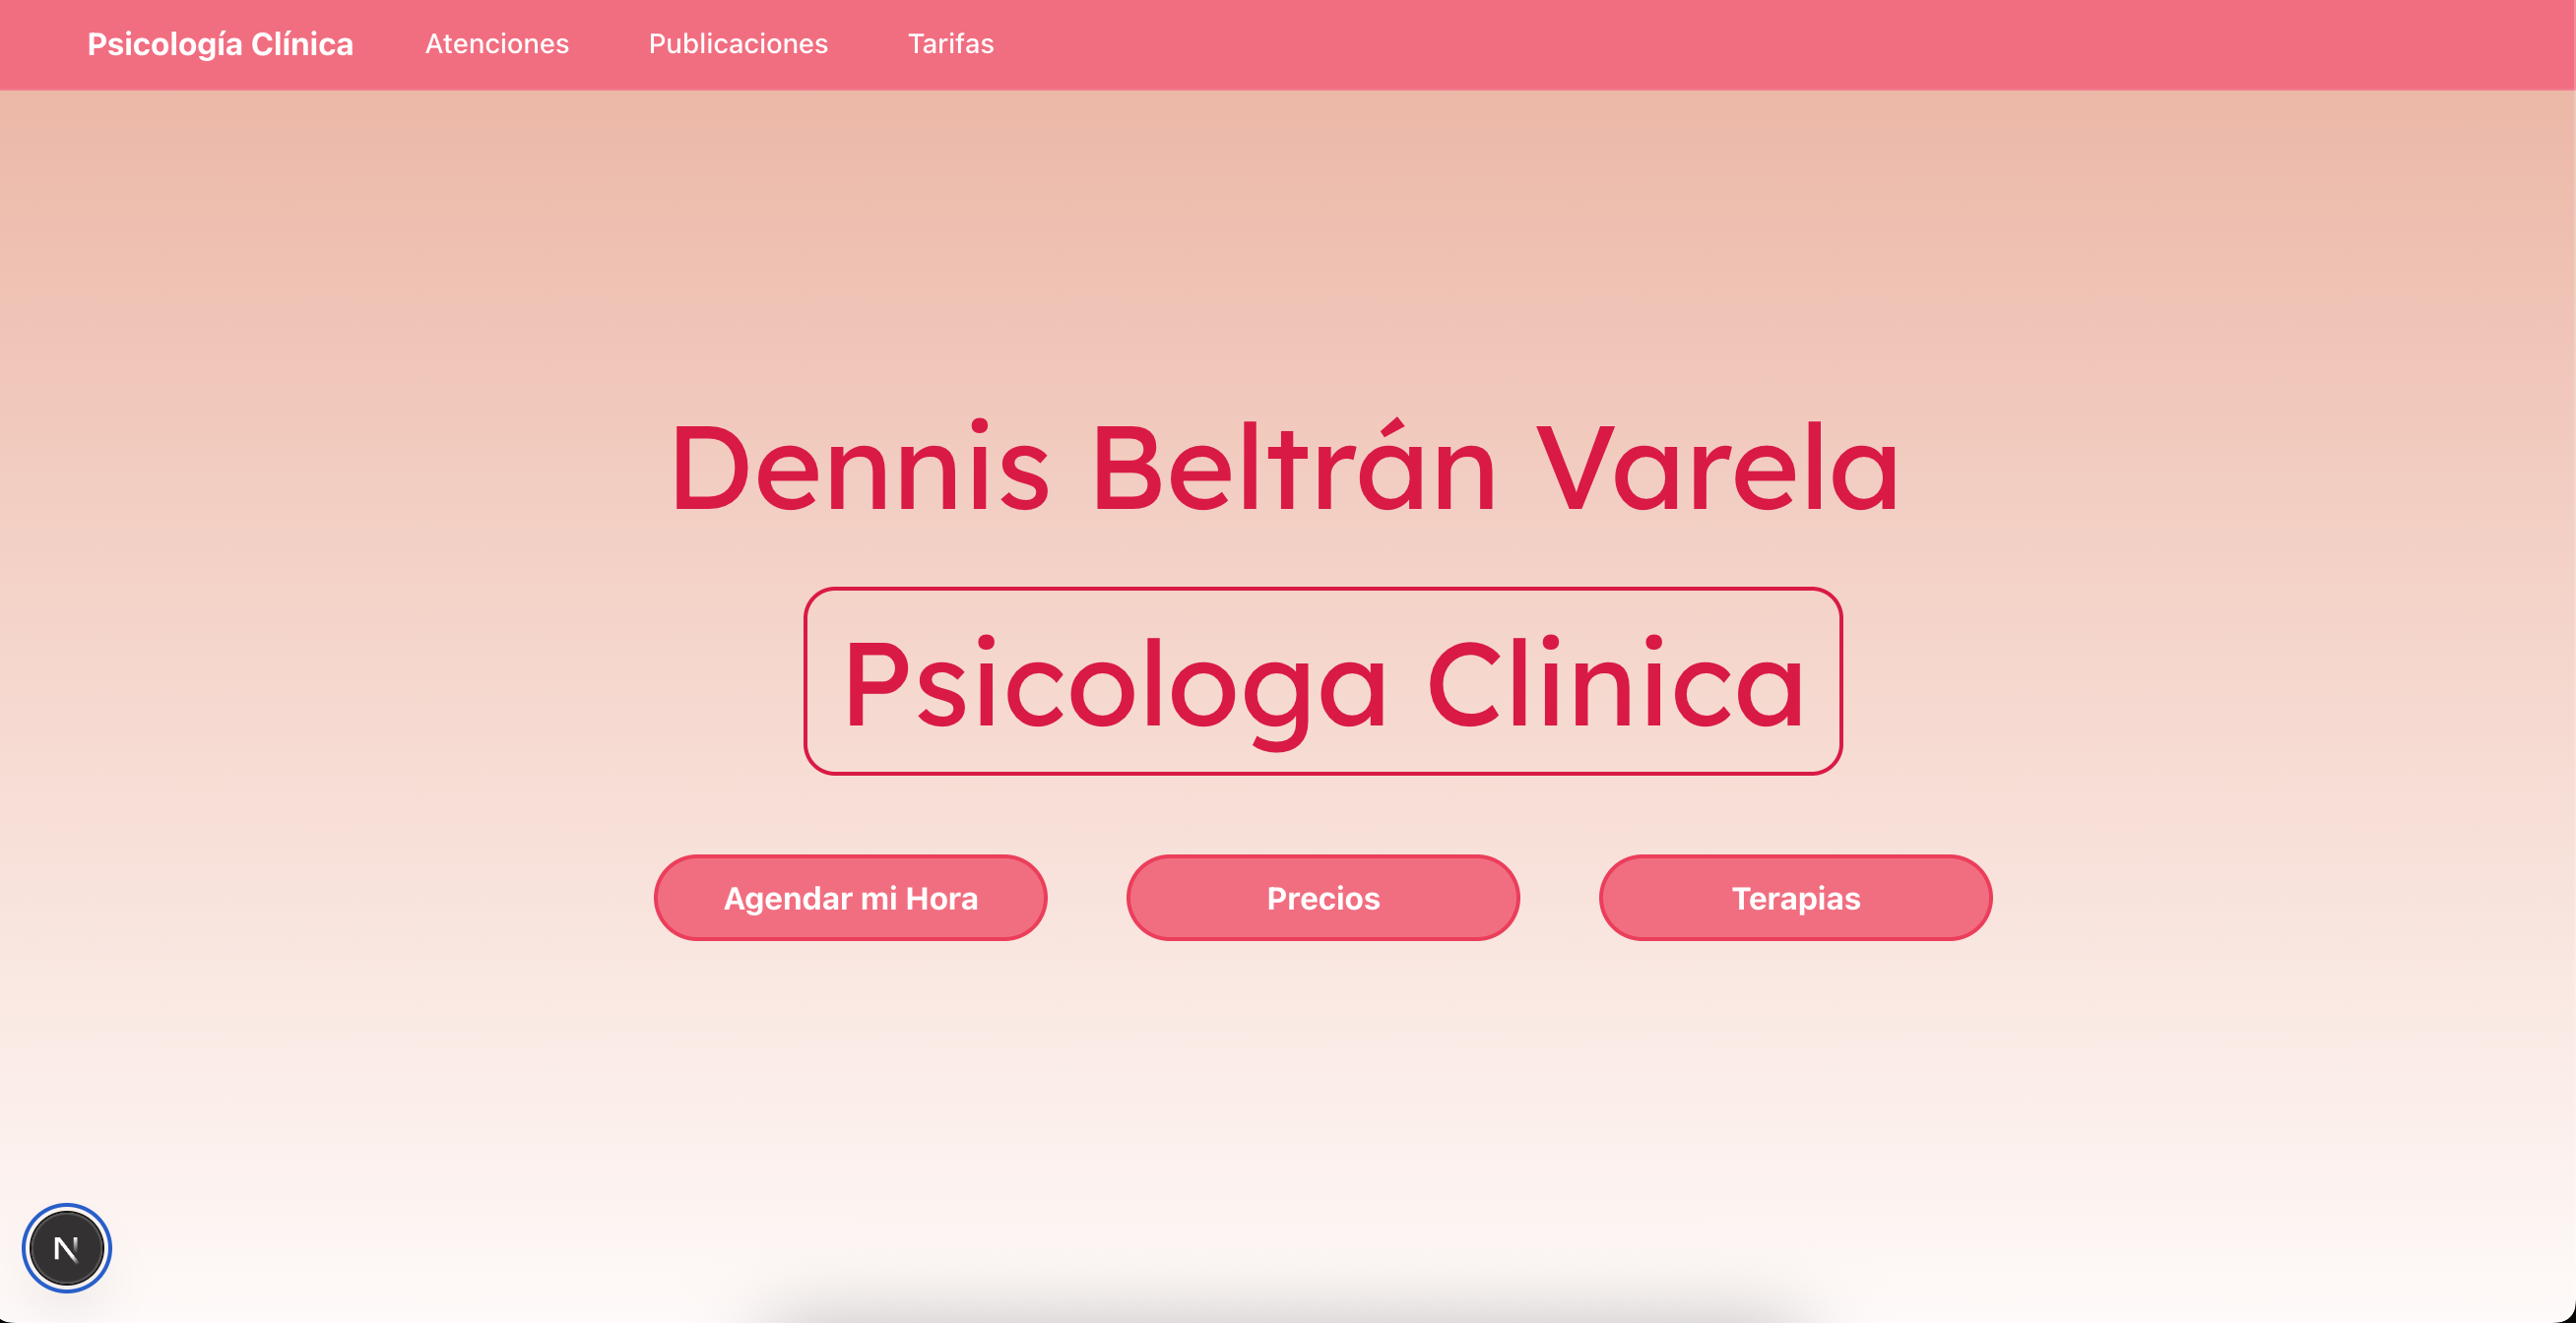 Psicología Clínica Atenciones Publicaciones Tarifas
Dennis Beltrán Varela
Psicologa Clinica
Agendar mi Hora Precios Terapias
N